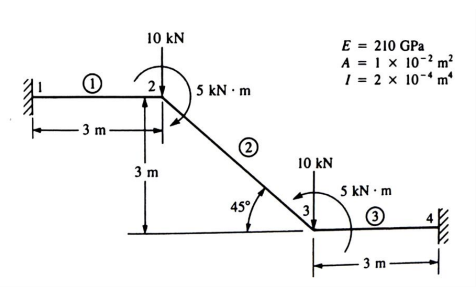 10 kN
E = 210 GPa
A = 1 × 10⁻² m²
I = 2 × 10⁻⁴ m⁴
1
①
2
5 kN · m
3 m
3 m
②
10 kN
45°
5 kN · m
3
③
4
3 m